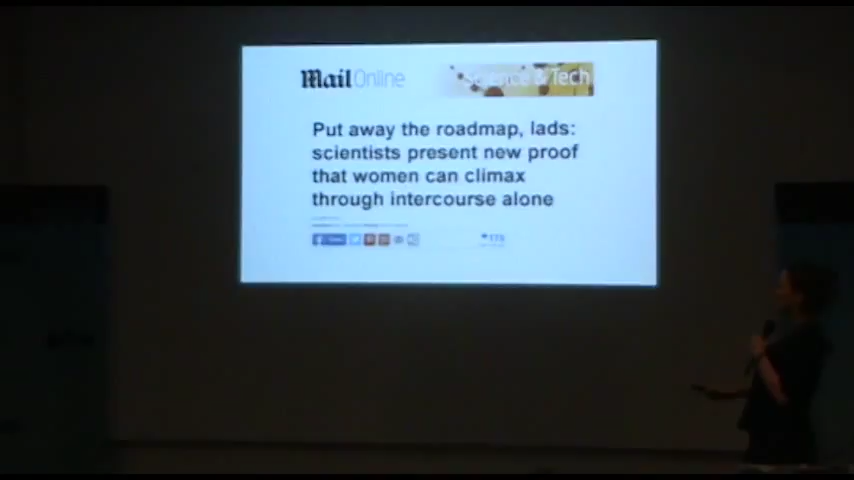 MailOnline
Science & Tech
Put away the roadmap, lads:
scientists present new proof
that women can climax
through intercourse alone